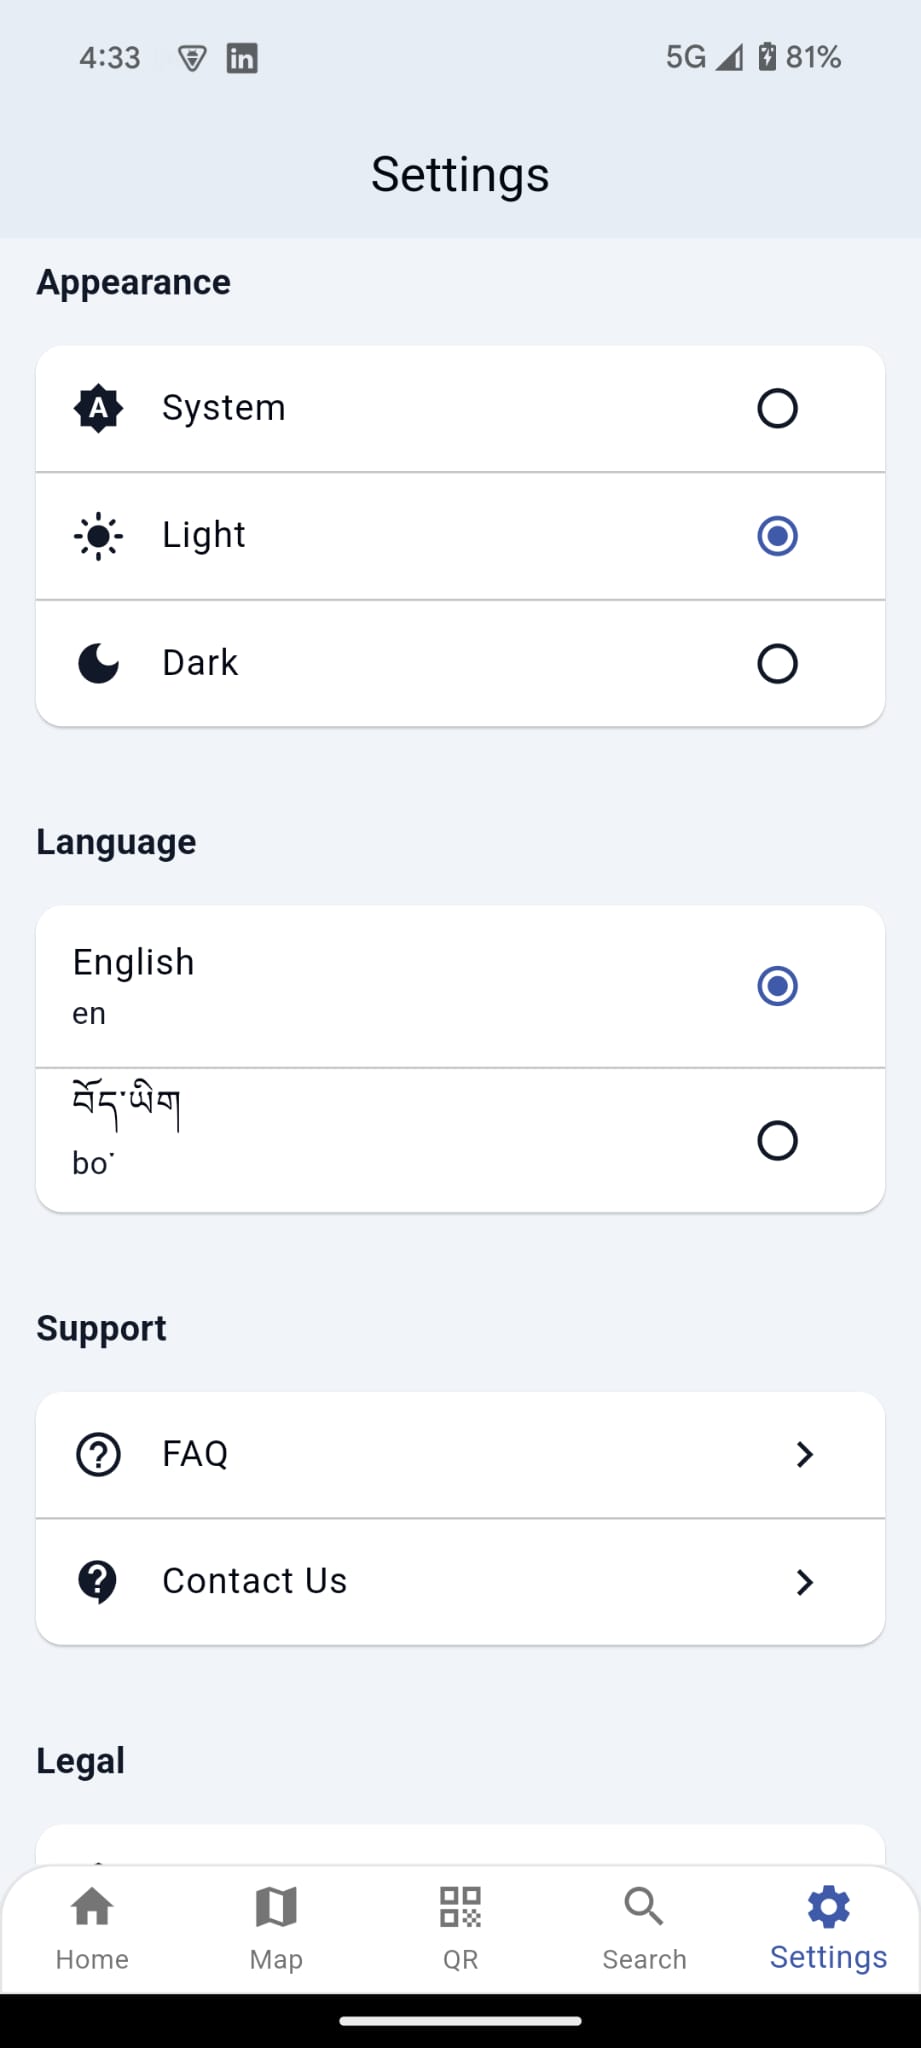 4:33
5G 81%
Settings
Appearance
System
Light
Dark
Language
English
en
བོད་ཡིག
bo་
Support
FAQ
Contact Us
Legal
Home
Map
QR
Search
Settings